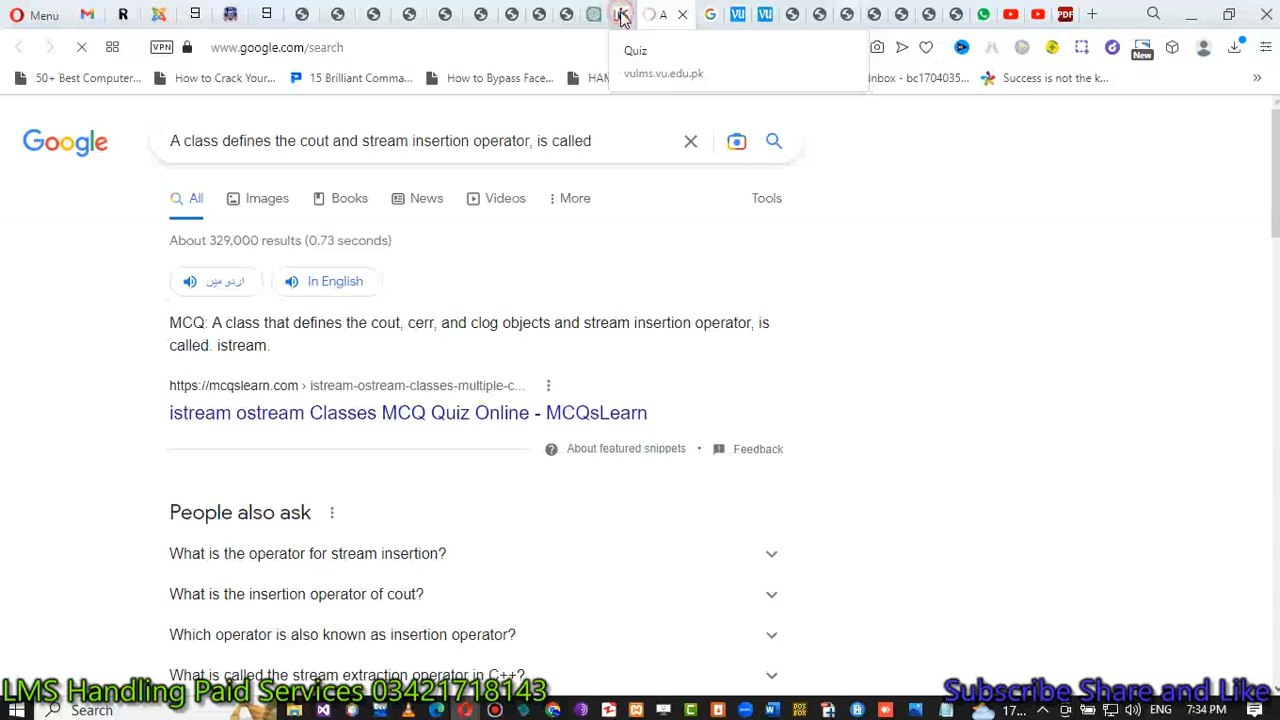 Menu
A
VPN
www.google.com/search
Quiz
vulms.vu.edu.pk
New
50+ Best Computer...
How to Crack Your...
15 Brilliant Comma...
How to Bypass Face...
HAN
Inbox - bc1704035...
Success is not the k...
Google
A class defines the cout and stream insertion operator, is called
All
Images
Books
News
Videos
More
Tools
About 329,000 results (0.73 seconds)
اردو میں
In English
MCQ: A class that defines the cout, cerr, and clog objects and stream insertion operator, is
called. istream.
https://mcqslearn.com › istream-ostream-classes-multiple-c...
istream ostream Classes MCQ Quiz Online - MCQsLearn
About featured snippets • Feedback
People also ask
What is the operator for stream insertion?
What is the insertion operator of cout?
Which operator is also known as insertion operator?
What is called the stream extraction operator in C++?
LMS Handling Paid Services 03421718143
Subscribe Share and Like
Search
17...
ENG
7:34 PM